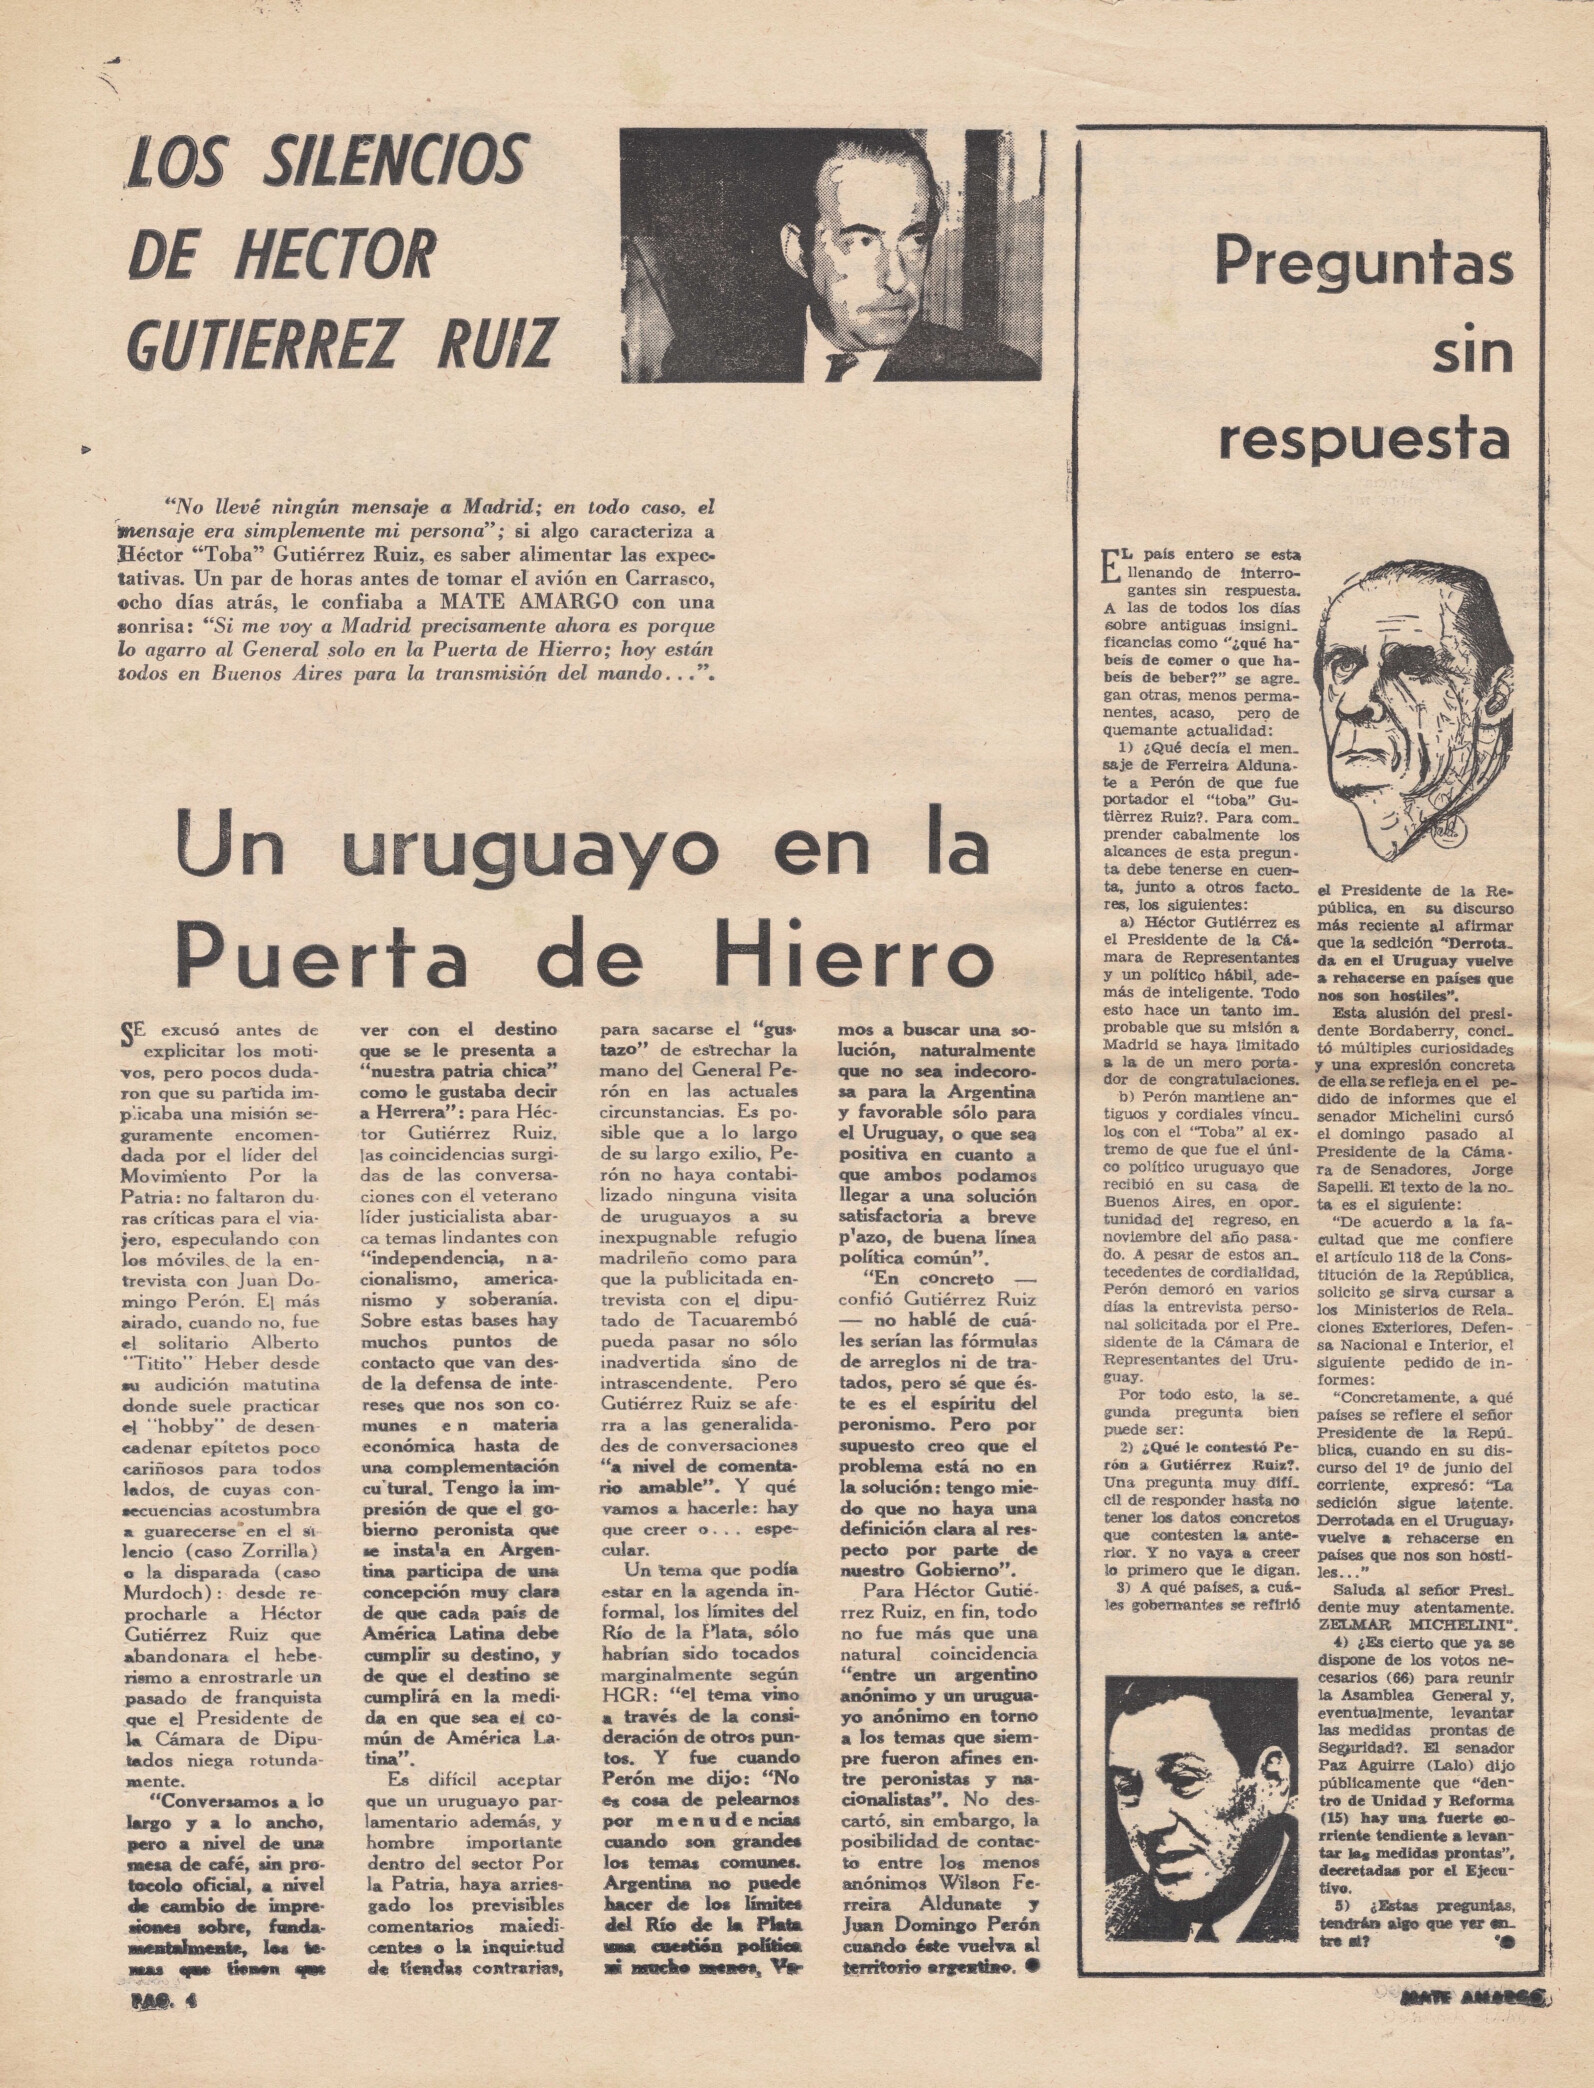 LOS SILENCIOS
DE HECTOR
GUTIERREZ RUIZ
"No llevé ningún mensaje a Madrid; en todo caso, el
mensaje era simplemente mi persona"; si algo caracteriza a
Héctor "Toba" Gutiérrez Ruiz, es saber alimentar las expec-
tativas. Un par de horas antes de tomar el avión en Carrasco,
ocho días atrás, le confiaba a MATE AMARGO con una
sonrisa: "Si me voy a Madrid precisamente ahora es porque
lo agarro al General solo en la Puerta de Hierro; hoy están
todos en Buenos Aires para la transmisión del mando...".
Un uruguayo en la
Puerta de Hierro
SE excusó antes de
explicitar los moti-
vos, pero pocos duda-
ron que su partida im-
plicaba una misión se-
guramente encomen-
dada por el líder del
Movimiento Por la
Patria: no faltaron du-
ras críticas para el via-
jero, especulando con
los móviles de la en-
trevista con Juan Do-
mingo Perón. El más
airado, cuando no, fue
el solitario Alberto
"Titito" Heber desde
su audición matutina
donde suele practicar
el "hobby" de desen-
cadenar epítetos poco
cariñosos para todos
lados, de cuyas con-
secuencias acostumbra
a guarecerse en el si-
lencio (caso Zorrilla)
o la disparada (caso
Murdoch): desde re-
procharle a Héctor
Gutiérrez Ruiz que
abandonara el hebe-
rismo a enrostrarle un
pasado de franquista
que el Presidente de
la Cámara de Dipu-
tados niega rotunda-
mente.
"Conversamos a lo
largo y a lo ancho,
pero a nivel de una
mesa de café, sin pro-
tocolo oficial, a nivel
de cambio de impre-
siones sobre, funda-
mentalmente, los te-
mas que tienen que
ver con el destino
que se le presenta a
"nuestra patria chica"
como le gustaba decir
a Herrera": para Héc-
tor Gutiérrez Ruiz,
las coincidencias surgi-
das de las conversa-
ciones con el veterano
líder justicialista abar-
ca temas lindantes con
"independencia, na-
cionalismo, america-
nismo y soberanía.
Sobre estas bases hay
muchos puntos de
contacto que van des-
de la defensa de inte-
reses que nos son co-
munes en materia
económica hasta de
una complementación
cultural. Tengo la im-
presión de que el go-
bierno peronista que
se instala en Argen-
tina participa de una
concepción muy clara
de que cada país de
América Latina debe
cumplir su destino, y
de que el destino se
cumplirá en la medi-
da en que sea el co-
mún de América La-
tina".
Es difícil aceptar
que un uruguayo par-
lamentario además, y
hombre importante
dentro del sector Por
la Patria, haya arries-
gado los previsibles
comentarios maledi-
centes o la inquietud
de tiendas contrarias,
para sacarse el "gus-
tazo" de estrechar la
mano del General Pe-
rón en las actuales
circunstancias. Es po-
sible que a lo largo
de su largo exilio, Pe-
rón no haya contabi-
lizado ninguna visita
de uruguayos a su
inexpugnable refugio
madrileño como para
que la publicitada en-
trevista con el dipu-
tado de Tacuarembó
pueda pasar no sólo
inadvertida sino de
intrascendente. Pero
Gutiérrez Ruiz se afe-
rra a las generalida-
des de conversaciones
"a nivel de comenta-
rio amable". Y qué
vamos a hacerle: hay
que creer o... espe-
cular.
Un tema que podía
estar en la agenda in-
formal, los límites del
Río de la Plata, sólo
habrían sido tocados
marginalmente según
HGR: "el tema vino
a través de la consi-
deración de otros pun-
tos. Y fue cuando
Perón me dijo: "No
es cosa de pelearnos
por menudencias
cuando son grandes
los temas comunes.
Argentina no puede
hacer de los límites
del Río de la Plata
una cuestión política
ni mucho menos, Va-
mos a buscar una so-
lución, naturalmente
que no sea indecoro-
sa para la Argentina
y favorable sólo para
el Uruguay, o que sea
positiva en cuanto a
que ambos podamos
llegar a una solución
satisfactoria a breve
p'azo, de buena línea
política común".
"En concreto —
confió Gutiérrez Ruiz
— no hablé de cuá-
les serían las fórmulas
de arreglos ni de tra-
tados, pero sé que és-
te es el espíritu del
peronismo. Pero por
supuesto creo que el
problema está no en
la solución: tengo mie-
do que no haya una
definición clara al res-
pecto por parte de
nuestro Gobierno".
Para Héctor Gutié-
rrez Ruiz, en fin, todo
no fue más que una
natural coincidencia
"entre un argentino
anónimo y un urugua-
yo anónimo en torno
a los temas que siem-
pre fueron afines en-
tre peronistas y na-
cionalistas". No des-
cartó, sin embargo, la
posibilidad de contac-
to entre los menos
anónimos Wilson Fe-
rreira Aldunate y
Juan Domingo Perón
cuando éste vuelva al
territorio argentino.
PAG. 4
Preguntas
sin
respuesta
EL país entero se esta
llenando de interro-
gantes sin respuesta.
A las de todos los días
sobre antiguas insigni-
ficancias como "¿qué ha-
beís de comer o que ha-
beís de beber?" se agre-
gan otras, menos perma-
nentes, acaso, pero de
quemante actualidad:
1) ¿Qué decía el men-
saje de Ferreira Alduna-
te a Perón de que fue
portador el "toba" Gu-
tièrrez Ruiz?. Para com-
prender cabalmente los
alcances de esta pregun-
ta debe tenerse en cuen-
ta, junto a otros facto-
res, los siguientes:
a) Héctor Gutiérrez es
el Presidente de la Cá-
mara de Representantes
y un político hábil, ade-
más de inteligente. Todo
esto hace un tanto im-
probable que su misión a
Madrid se haya limitado
a la de un mero porta-
dor de congratulaciones.
b) Perón mantiene an-
tiguos y cordiales víncu-
los con el "Toba" al ex-
tremo de que fue el úni-
co político uruguayo que
recibió en su casa de
Buenos Aires, en opor-
tunidad del regreso, en
noviembre del año pasa-
do. A pesar de estos an-
tecedentes de cordialidad,
Perón demoró en varios
días la entrevista perso-
nal solicitada por el Pre-
sidente de la Cámara de
Representantes del Uru-
guay.
Por todo esto, la se-
gunda pregunta bien
puede ser:
2) ¿Qué le contestó Pe-
rón a Gutiérrez Ruiz?.
Una pregunta muy difí-
cil de responder hasta no
tener los datos concretos
que contesten la ante-
rior. Y no vaya a creer
lo primero que le digan.
3) A qué países, a cuá-
les gobernantes se refirió
el Presidente de la Re-
pública, en su discurso
más reciente al afirmar
que la sedición "Derrota-
da en el Uruguay vuelve
a rehacerse en países que
nos son hostiles".
Esta alusión del presi-
dente Bordaberry, conci-
tó múltiples curiosidades
y una expresión concreta
de ella se refleja en el pe-
dido de informes que el
senador Michelini cursó
el domingo pasado al
Presidente de la Cáma-
ra de Senadores, Jorge
Sapelli. El texto de la no-
ta es el siguiente:
"De acuerdo a la fa-
cultad que me confiere
el artículo 118 de la Cons-
titución de la República,
solicito se sirva cursar a
los Ministerios de Rela-
ciones Exteriores, Defen-
sa Nacional e Interior, el
siguiente pedido de in-
formes:
"Concretamente, a qué
países se refiere el señor
Presidente de la Repú-
blica, cuando en su dis-
curso del 1º de junio del
corriente, expresó: "La
sedición sigue latente.
Derrotada en el Uruguay,
vuelve a rehacerse en
países que nos son hosti-
les..."
Saluda al señor Presi-
dente muy atentamente.
ZELMAR MICHELINI".
4) ¿Es cierto que ya se
dispone de los votos ne-
cesarios (66) para reunir
la Asamblea General y,
eventualmente, levantar
las medidas prontas de
Seguridad?. El senador
Paz Aguirre (Lalo) dijo
públicamente que "den-
tro de Unidad y Reforma
(15) hay una fuerte co-
rriente tendiente a levan-
tar las medidas prontas",
decretadas por el Ejecu-
tivo.
5) ¿Estas preguntas,
tendrán algo que ver en-
tre sí?
MATE AMARGO